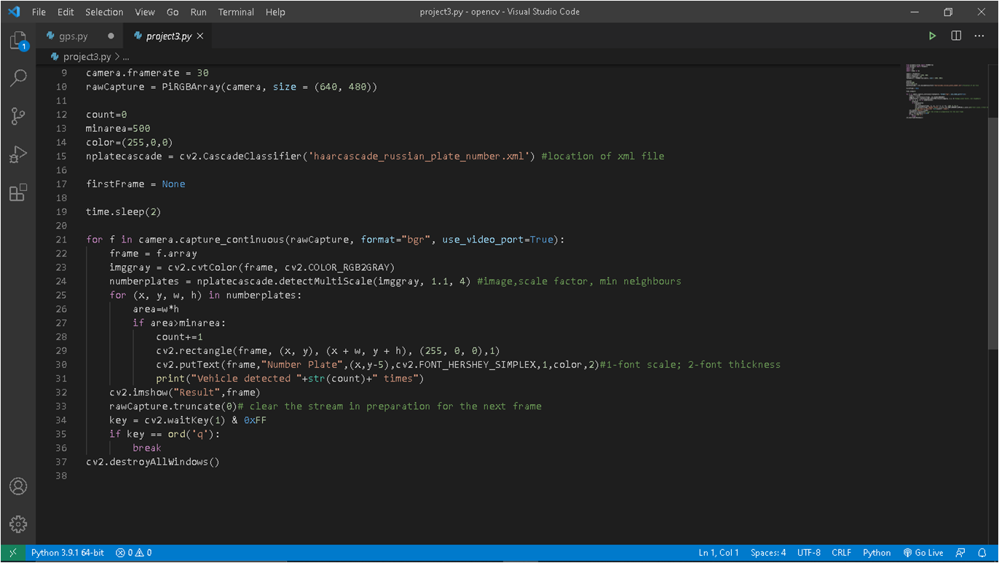 File Edit Selection View Go Run Terminal Help project3.py - opencv - Visual Studio Code
1
gps.py project3.py
project3.py > ...
9 camera.framerate = 30
10 rawCapture = PiRGBArray(camera, size = (640, 480))
11
12 count=0
13 minarea=500
14 color=(255,0,0)
15 nplatecascade = cv2.CascadeClassifier('haarcascade_russian_plate_number.xml') #location of xml file
16
17 firstFrame = None
18
19 time.sleep(2)
20
21 for f in camera.capture_continuous(rawCapture, format="bgr", use_video_port=True):
22     frame = f.array
23     imggray = cv2.cvtColor(frame, cv2.COLOR_RGB2GRAY)
24     numberplates = nplatecascade.detectMultiScale(imggray, 1.1, 4) #image,scale factor, min neighbours
25     for (x, y, w, h) in numberplates:
26         area=w*h
27         if area>minarea:
28             count+=1
29             cv2.rectangle(frame, (x, y), (x + w, y + h), (255, 0, 0),1)
30             cv2.putText(frame,"Number Plate",(x,y-5),cv2.FONT_HERSHEY_SIMPLEX,1,color,2)#1-font scale; 2-font thickness
31             print("Vehicle detected "+str(count)+" times")
32     cv2.imshow("Result",frame)
33     rawCapture.truncate(0)# clear the stream in preparation for the next frame
34     key = cv2.waitKey(1) & 0xFF
35     if key == ord('q'):
36         break
37 cv2.destroyAllWindows()
38
Python 3.9.1 64-bit 0 0 Ln 1, Col 1 Spaces: 4 UTF-8 CRLF Python Go Live